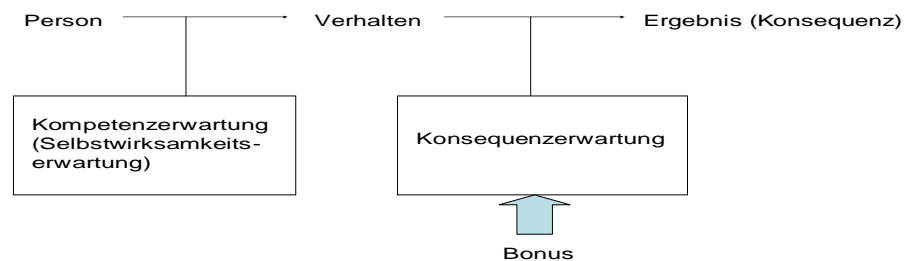 Person
Verhalten
Ergebnis (Konsequenz)
Kompetenzerwartung
(Selbstwirksamkeits-
erwartung)
Konsequenzerwartung
Bonus